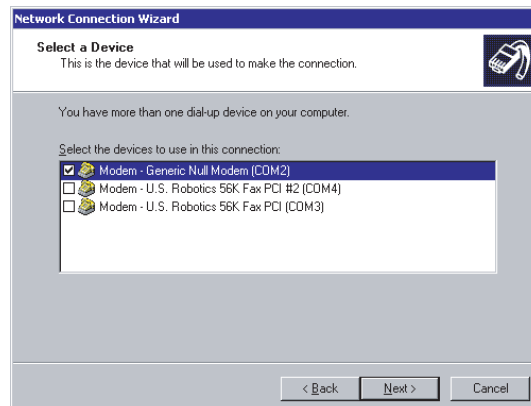 Network Connection Wizard
Select a Device
This is the device that will be used to make the connection.
You have more than one dial-up device on your computer.
Select the devices to use in this connection:
Modem - Generic Null Modem (COM2)
Modem - U.S. Robotics 56K Fax PCI #2 (COM4)
Modem - U.S. Robotics 56K Fax PCI (COM3)
< Back Next > Cancel